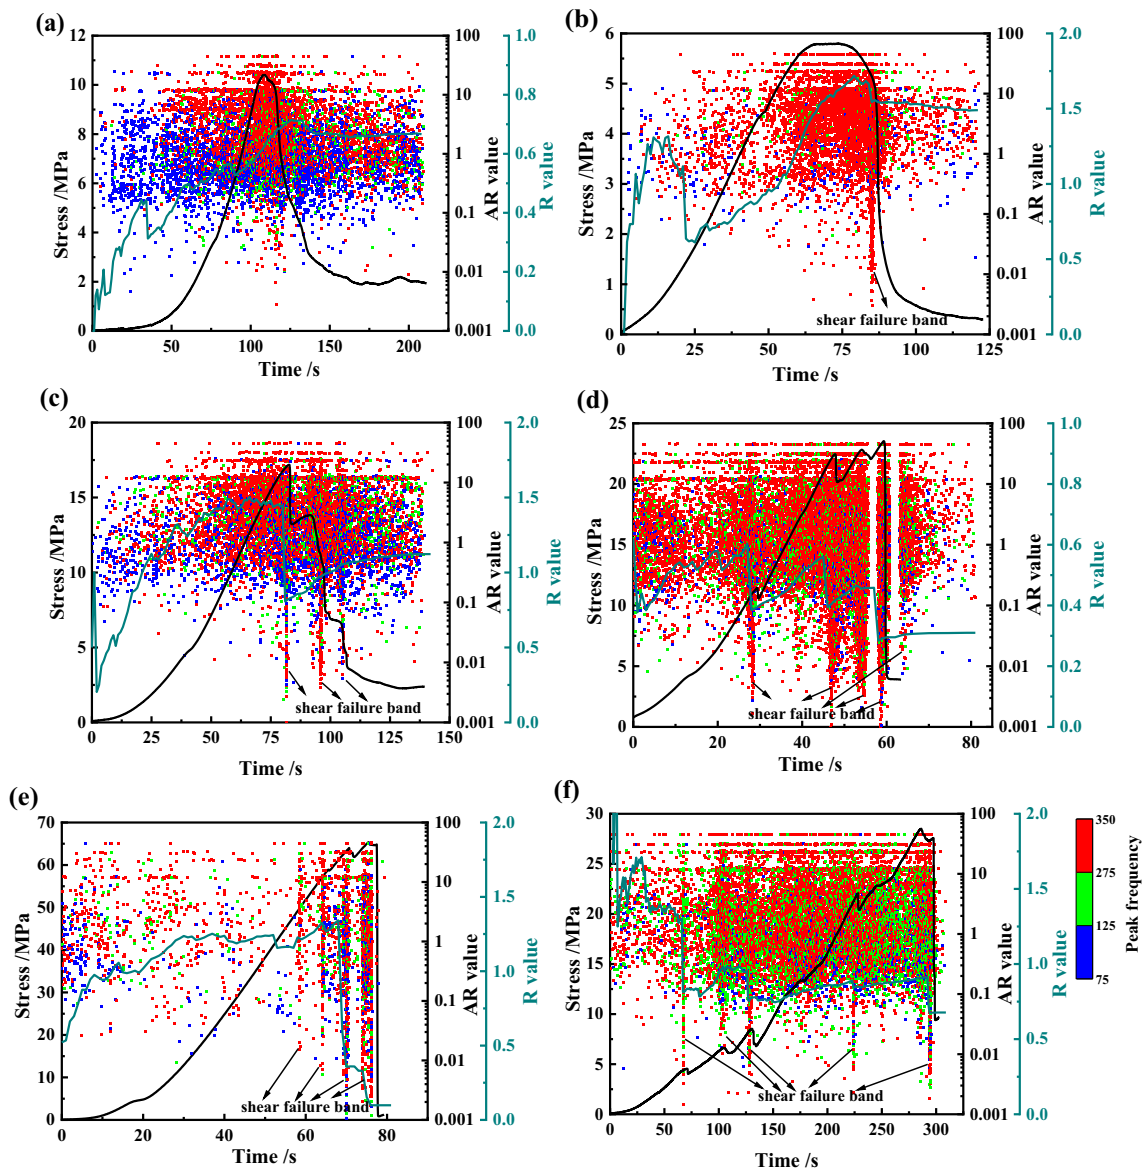 (a)
12
10
8
6
4
2
0
Stress /MPa
0 50 100 150 200
Time /s
100
10
1
0.1
0.01
0.001
AR value
1.0
0.8
0.6
0.4
0.2
0.0
R value
(b)
6
5
4
3
2
1
0
Stress /MPa
shear failure band
0 25 50 75 100 125
Time /s
100
10
1
0.1
0.01
0.001
AR value
2.0
1.5
1.0
0.5
0.0
R value
(c)
20
15
10
5
0
Stress /MPa
shear failure band
0 25 50 75 100 125 150
Time /s
100
10
1
0.1
0.01
0.001
AR value
2.0
1.5
1.0
0.5
0.0
R value
(d)
25
20
15
10
5
0
Stress /MPa
shear failure band
0 20 40 60 80
Time /s
100
10
1
0.1
0.01
0.001
AR value
1.0
0.8
0.6
0.4
0.2
0.0
R value
(e)
70
65
60
55
50
45
40
35
30
25
20
15
10
5
0
Stress /MPa
shear failure band
0 20 40 60 80
Time /s
100
10
1
0.1
0.01
0.001
AR value
2.0
1.5
1.0
0.5
0.0
R value
(f)
30
25
20
15
10
5
0
Stress /MPa
shear failure band
0 50 100 150 200 250 300
Time /s
100
10
1
0.1
0.01
0.001
AR value
2.0
1.5
1.0
0.5
0.0
R value
350
275
125
75
Peak frequency